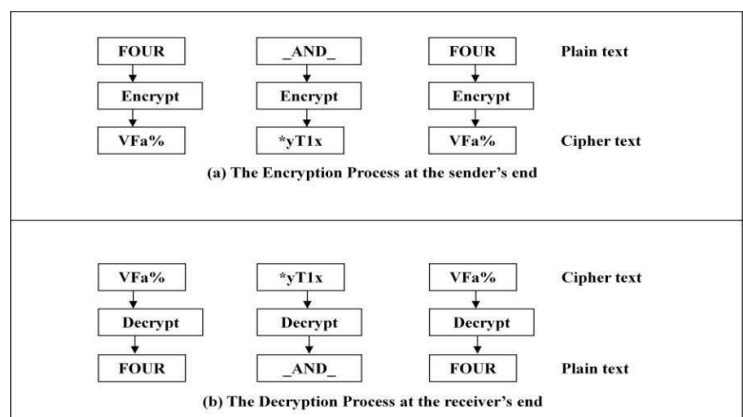 FOUR _AND_ FOUR Plain text
Encrypt Encrypt Encrypt
VFa% *yT1x VFa% Cipher text
(a) The Encryption Process at the sender's end
VFa% *yT1x VFa% Cipher text
Decrypt Decrypt Decrypt
FOUR _AND_ FOUR Plain text
(b) The Decryption Process at the receiver's end